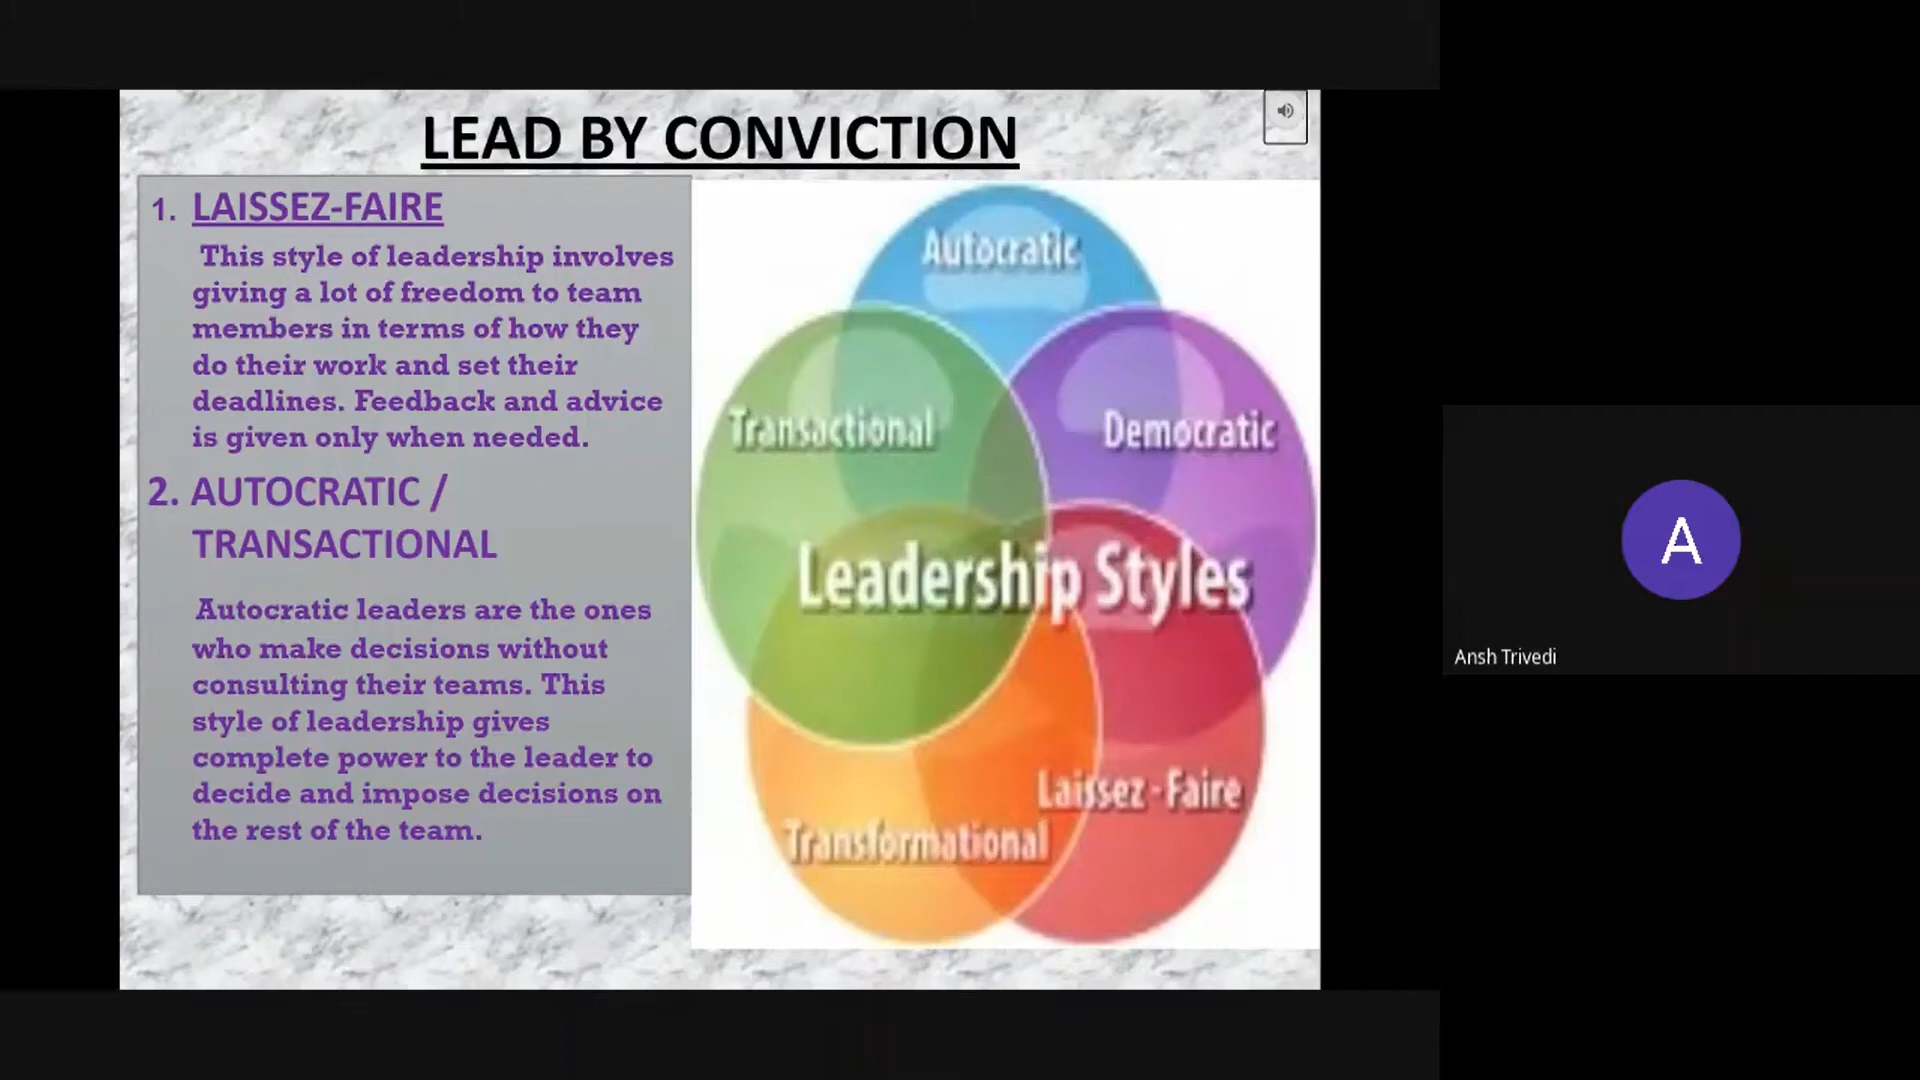 LEAD BY CONVICTION
1. LAISSEZ-FAIRE
This style of leadership involves
giving a lot of freedom to team
members in terms of how they
do their work and set their
deadlines. Feedback and advice
is given only when needed.
2. AUTOCRATIC /
TRANSACTIONAL
Autocratic leaders are the ones
who make decisions without
consulting their teams. This
style of leadership gives
complete power to the leader to
decide and impose decisions on
the rest of the team.
Autocratic
Transactional
Democratic
Leadership Styles
Laissez-Faire
Transformational
A
Ansh Trivedi